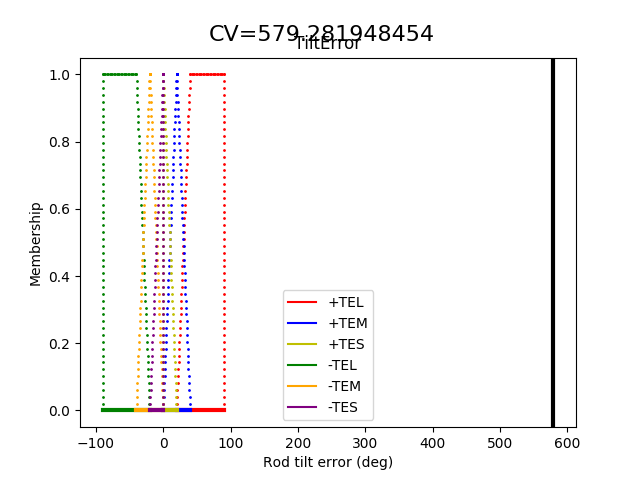 CV=579.281948454
TiltError
1.0
0.8
0.6
0.4
0.2
0.0
Membership
+TEL
+TEM
+TES
-TEL
-TEM
-TES
−100 0 100 200 300 400 500 600
Rod tilt error (deg)